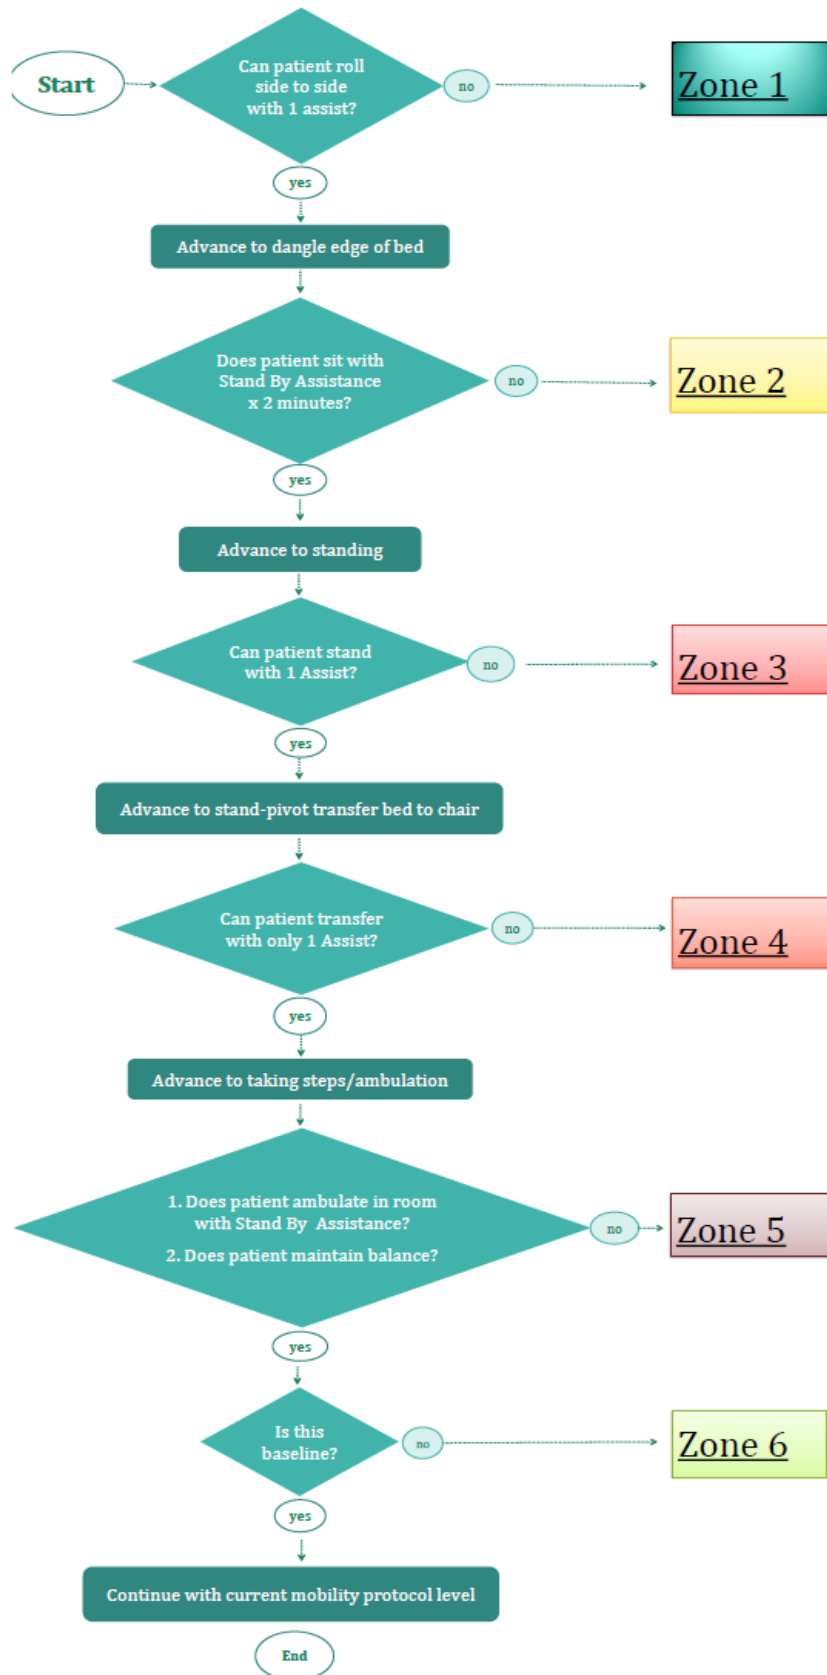 Start
Can patient roll
side to side
with 1 assist?
no
Zone 1
yes
Advance to dangle edge of bed
Does patient sit with
Stand By Assistance
x 2 minutes?
no
Zone 2
yes
Advance to standing
Can patient stand
with 1 Assist?
no
Zone 3
yes
Advance to stand-pivot transfer bed to chair
Can patient transfer
with only 1 Assist?
no
Zone 4
yes
Advance to taking steps/ambulation
1. Does patient ambulate in room
with Stand By Assistance?
2. Does patient maintain balance?
no
Zone 5
yes
Is this
baseline?
no
Zone 6
yes
Continue with current mobility protocol level
End